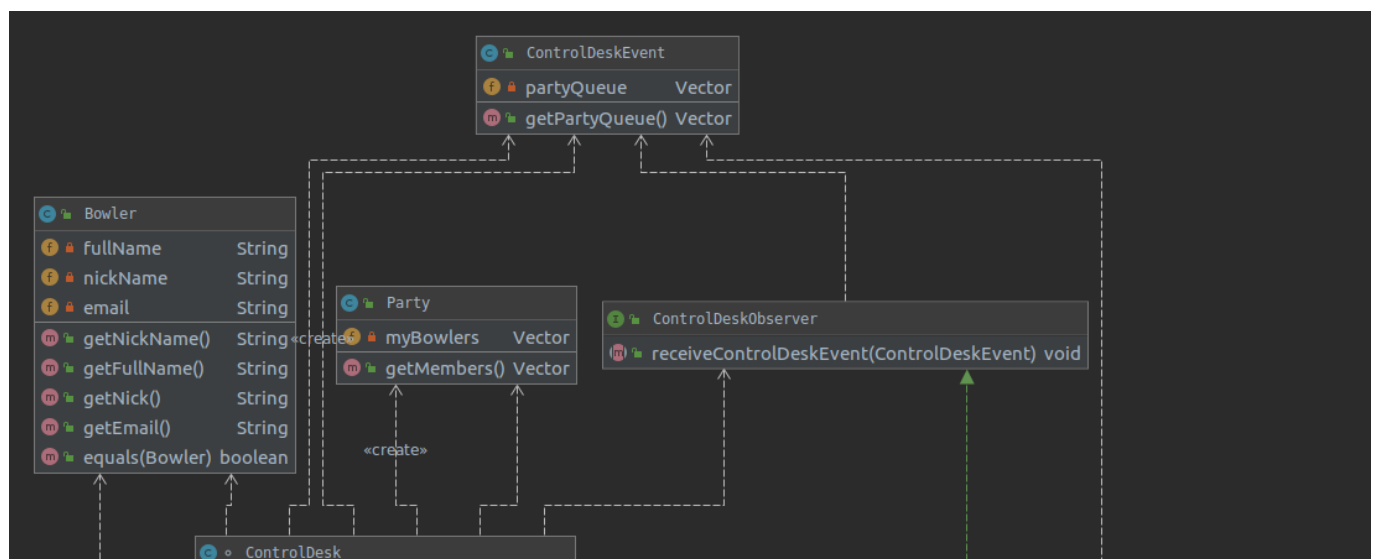 ControlDeskEvent
partyQueue Vector
getPartyQueue() Vector
Bowler
fullName String
nickName String
email String
getNickName() String
getFullName() String
getNick() String
getEmail() String
equals(Bowler) boolean
«create»
Party
myBowlers Vector
getMembers() Vector
ControlDeskObserver
receiveControlDeskEvent(ControlDeskEvent) void
«create»
ControlDesk